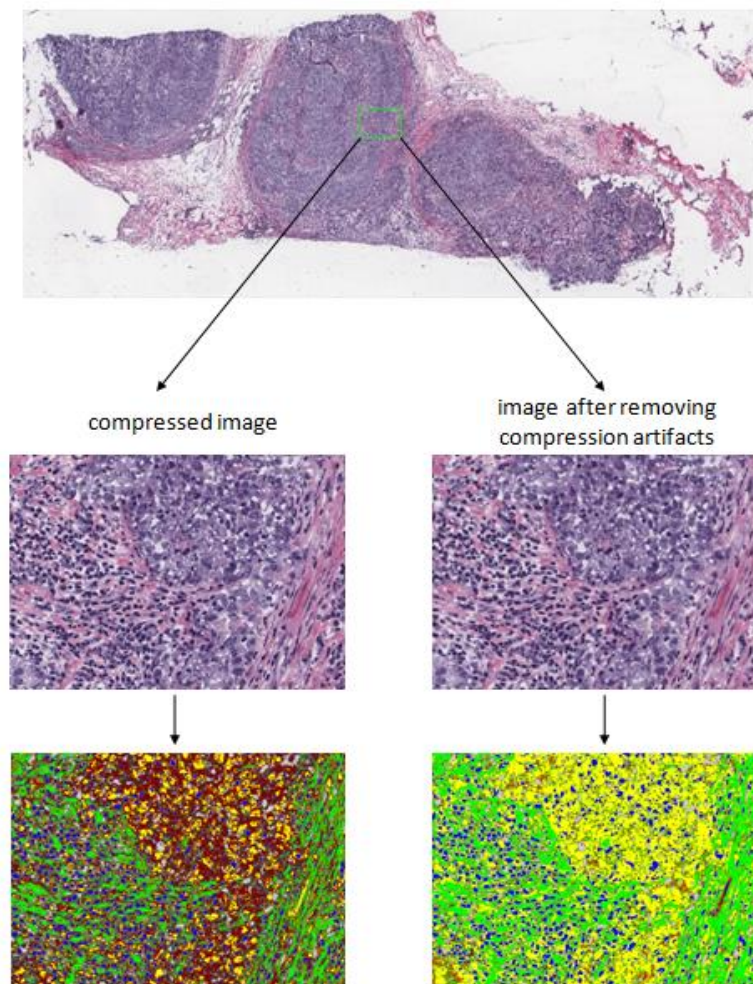 compressed image
image after removing
compression artifacts